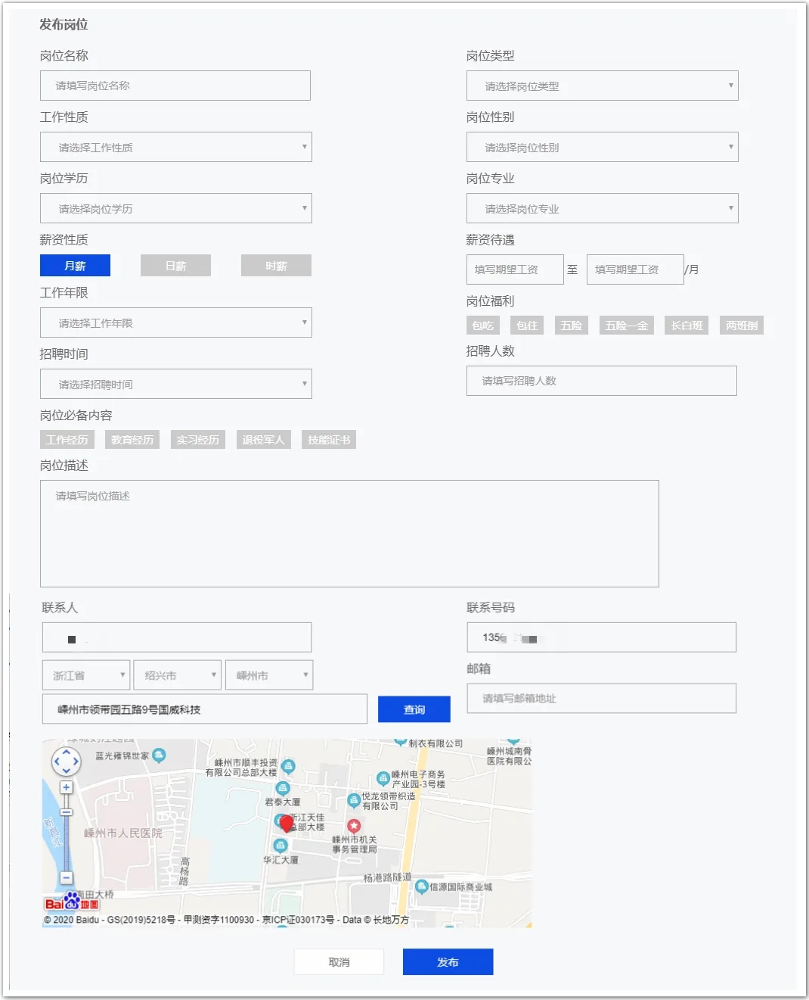 发布岗位
岗位名称
岗位类型
请填写岗位名称
请选择岗位类型
工作性质
岗位性别
请选择工作性质
请选择岗位性别
岗位学历
岗位专业
请选择岗位学历
请选择岗位专业
薪资性质
薪资待遇
月薪
日薪
时薪
填写期望工资 至 填写期望工资 /月
工作年限
岗位福利
请选择工作年限
包吃 包住 五险 五险一金 长白班 两班倒
招聘时间
招聘人数
请选择招聘时间
请填写招聘人数
岗位必备内容
工作经历 教育经历 实习经历 退役军人 技能证书
岗位描述
请填写岗位描述
联系人
联系号码
135
浙江省 绍兴市 嵊州市
邮箱
嵊州市领带园五路9号国威科技
查询
请填写邮箱地址
制衣有限公司
蓝光雍锦世家
嵊州城南骨
医院有限公
嵊州市顺丰投资
有限公司总部大楼
嵊州电子商务
产业园-3号楼
君泰大厦
悦龙领带织造
有限公司
浙江天佳
总部大楼
新昌江
嵊州市人民医院
嵊州市机关
事务管理局
华汇大厦
高杨路
杨港路隧道
信源国际商业城
南田大桥
Bai du 地图
© 2020 Baidu - GS(2019)5218号 - 甲测资字1100930 - 京ICP证030173号 - Data © 长地万方
取消
发布